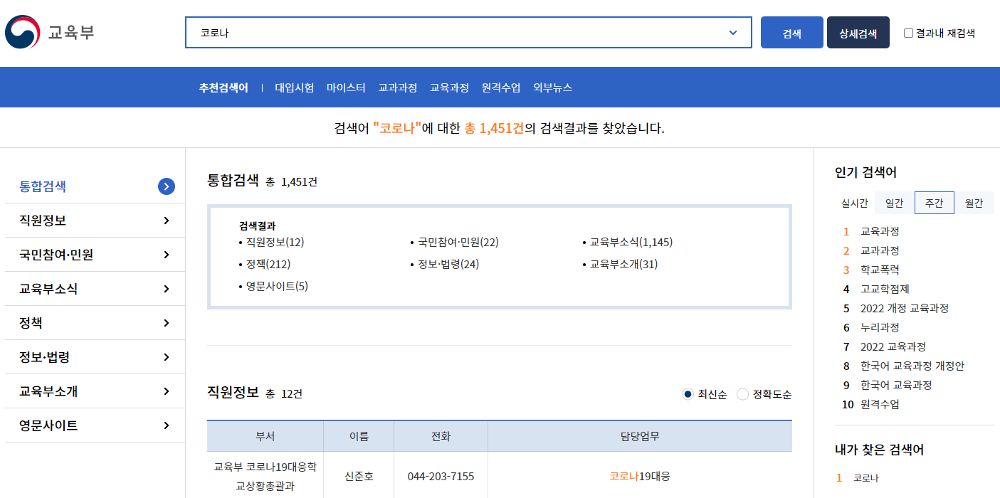 교육부
코로나
검색
상세검색
결과내 재검색
추천검색어 | 대입시험 마이스터 교과과정 교육과정 원격수업 외부뉴스
검색어 "코로나"에 대한 총 1,451건의 검색결과를 찾았습니다.
통합검색
직원정보
국민참여·민원
교육부소식
정책
정보·법령
교육부소개
영문사이트
통합검색 총 1,451건
검색결과
• 직원정보(12) • 국민참여·민원(22) • 교육부소식(1,145)
• 정책(212) • 정보·법령(24) • 교육부소개(31)
• 영문사이트(5)
직원정보 총 12건
최신순 정확도순
부서 이름 전화 담당업무
교육부 코로나19대응학
교상황총괄과
신준호 044-203-7155 코로나19대응
인기 검색어
실시간 일간 주간 월간
1 교육과정
2 교과과정
3 학교폭력
4 고교학점제
5 2022 개정 교육과정
6 누리과정
7 2022 교육과정
8 한국어 교육과정 개정안
9 한국어 교육과정
10 원격수업
내가 찾은 검색어
1 코로나